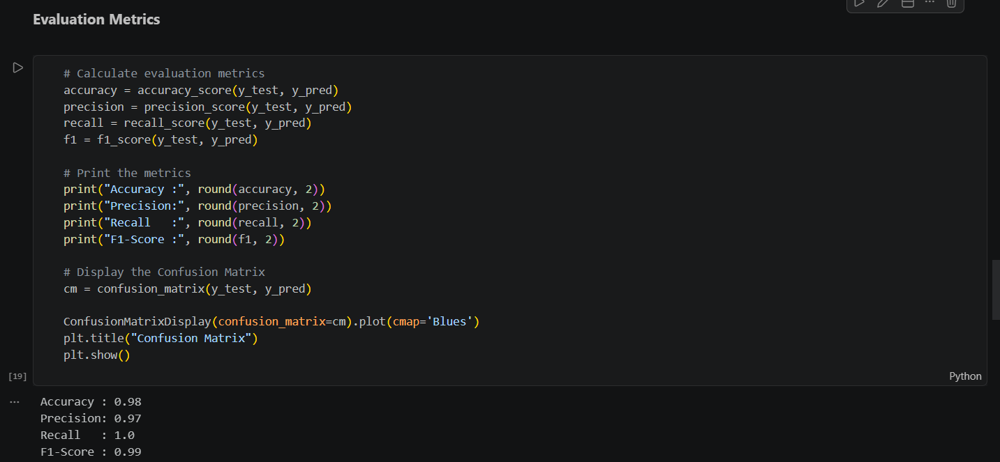 Evaluation Metrics
# Calculate evaluation metrics
accuracy = accuracy_score(y_test, y_pred)
precision = precision_score(y_test, y_pred)
recall = recall_score(y_test, y_pred)
f1 = f1_score(y_test, y_pred)
# Print the metrics
print("Accuracy :", round(accuracy, 2))
print("Precision:", round(precision, 2))
print("Recall   :", round(recall, 2))
print("F1-Score :", round(f1, 2))
# Display the Confusion Matrix
cm = confusion_matrix(y_test, y_pred)
ConfusionMatrixDisplay(confusion_matrix=cm).plot(cmap='Blues')
plt.title("Confusion Matrix")
plt.show()
[19]
Python
Accuracy : 0.98
Precision: 0.97
Recall   : 1.0
F1-Score : 0.99